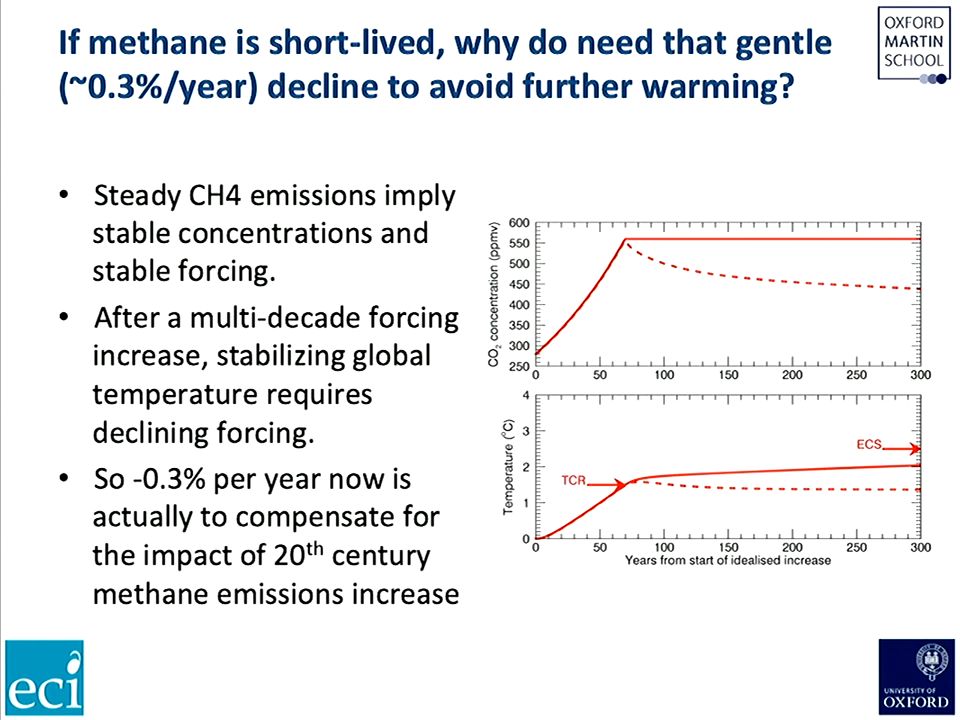 If methane is short-lived, why do need that gentle
(~0.3%/year) decline to avoid further warming?
OXFORD
MARTIN
SCHOOL
• Steady CH4 emissions imply
stable concentrations and
stable forcing.
• After a multi-decade forcing
increase, stabilizing global
temperature requires
declining forcing.
• So -0.3% per year now is
actually to compensate for
the impact of 20th century
methane emissions increase
CO2 concentration (ppmv)
600
550
500
450
400
350
300
250
0 50 100 150 200 250 300
Temperature (°C)
4
3
2
1
0
TCR
ECS
0 50 100 150 200 250 300
Years from start of idealised increase
eci
UNIVERSITY OF
OXFORD